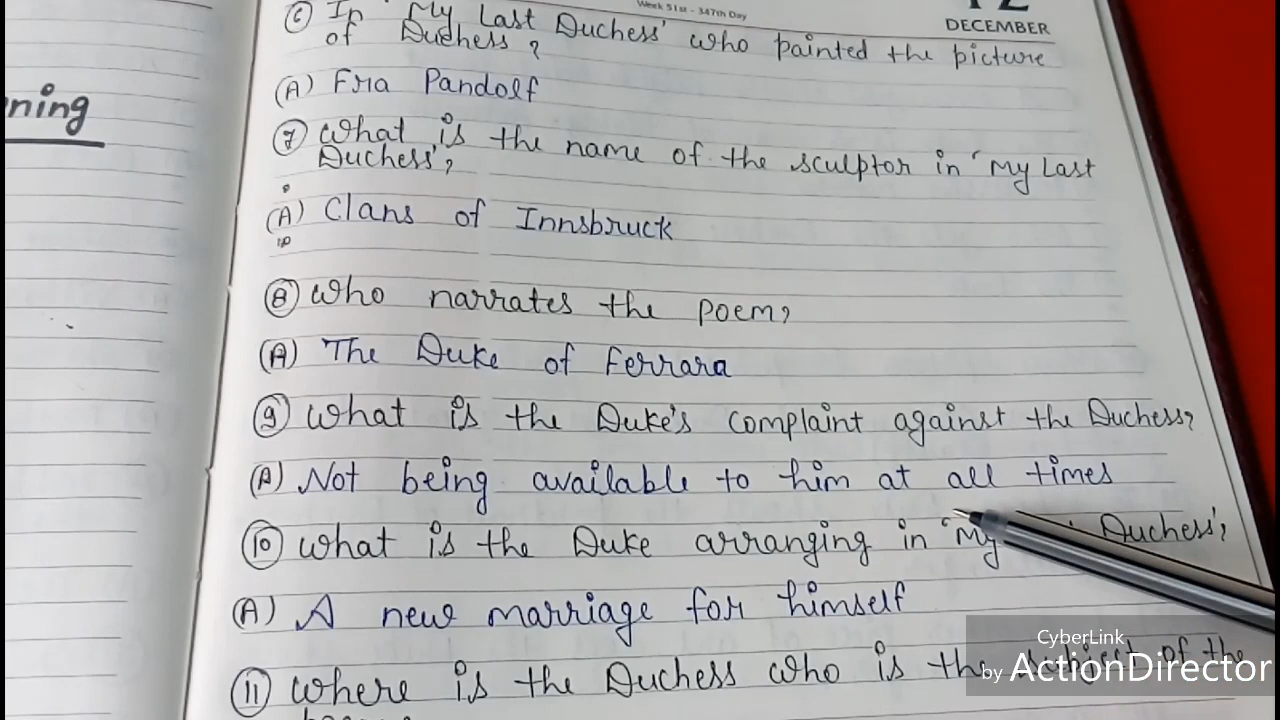 Week 51st - 347th Day
DECEMBER
ning
6 In 'My Last Duchess' who painted the picture
of Duchess ?
(A) Fra Pandolf
7 What is the name of the sculptor in 'My Last
Duchess'?
(A) Clans of Innsbruck
8 Who narrates the poem?
(A) The Duke of Ferrara
9 What is the Duke's complaint against the Duchess?
(A) Not being available to him at all times
10 What is the Duke arranging in 'My Duchess'?
(A) A new marriage for himself
11 Where is the Duchess who is the subject of the
CyberLink
by ActionDirector